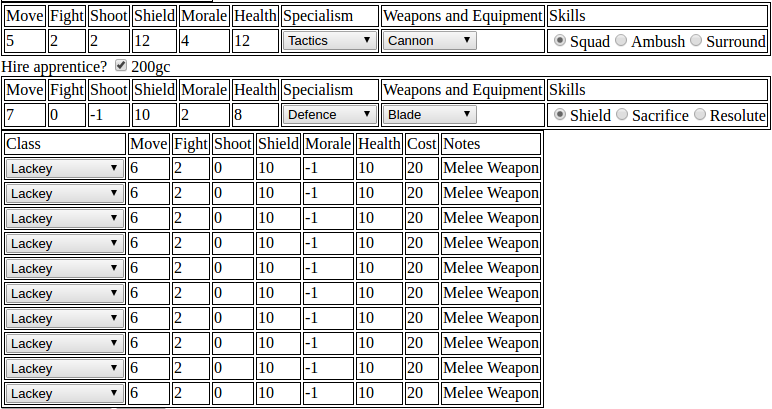 Move Fight Shoot Shield Morale Health Specialism Weapons and Equipment Skills
5 2 2 12 4 12 Tactics Cannon Squad Ambush Surround
Hire apprentice? 200gc
Move Fight Shoot Shield Morale Health Specialism Weapons and Equipment Skills
7 0 -1 10 2 8 Defence Blade Shield Sacrifice Resolute
Class Move Fight Shoot Shield Morale Health Cost Notes
Lackey 6 2 0 10 -1 10 20 Melee Weapon
Lackey 6 2 0 10 -1 10 20 Melee Weapon
Lackey 6 2 0 10 -1 10 20 Melee Weapon
Lackey 6 2 0 10 -1 10 20 Melee Weapon
Lackey 6 2 0 10 -1 10 20 Melee Weapon
Lackey 6 2 0 10 -1 10 20 Melee Weapon
Lackey 6 2 0 10 -1 10 20 Melee Weapon
Lackey 6 2 0 10 -1 10 20 Melee Weapon
Lackey 6 2 0 10 -1 10 20 Melee Weapon
Lackey 6 2 0 10 -1 10 20 Melee Weapon